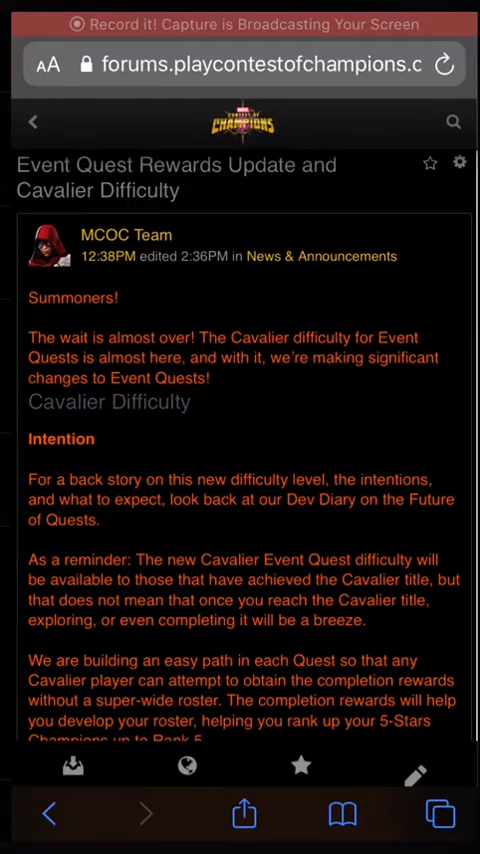 Record it! Capture is Broadcasting Your Screen
AA forums.playcontestofchampions.c
MARVEL
CONTEST OF
CHAMPIONS
Event Quest Rewards Update and
Cavalier Difficulty
MCOC Team
12:38PM edited 2:36PM in News & Announcements
Summoners!
The wait is almost over! The Cavalier difficulty for Event
Quests is almost here, and with it, we're making significant
changes to Event Quests!
Cavalier Difficulty
Intention
For a back story on this new difficulty level, the intentions,
and what to expect, look back at our Dev Diary on the Future
of Quests.
As a reminder: The new Cavalier Event Quest difficulty will
be available to those that have achieved the Cavalier title, but
that does not mean that once you reach the Cavalier title,
exploring, or even completing it will be a breeze.
We are building an easy path in each Quest so that any
Cavalier player can attempt to obtain the completion rewards
without a super-wide roster. The completion rewards will help
you develop your roster, helping you rank up your 5-Stars
Champions up to Rank 5